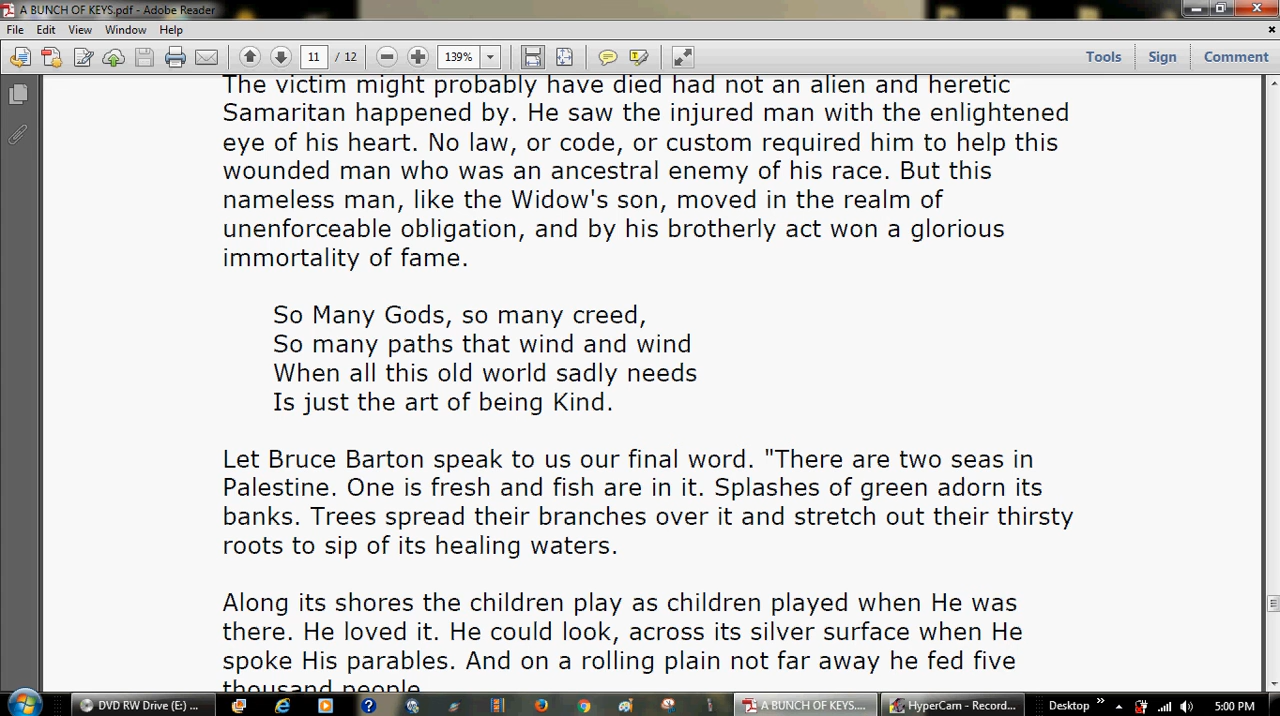 A BUNCH OF KEYS.pdf - Adobe Reader
File Edit View Window Help
11 / 12 139% Tools Sign Comment
The victim might probably have died had not an alien and heretic
Samaritan happened by. He saw the injured man with the enlightened
eye of his heart. No law, or code, or custom required him to help this
wounded man who was an ancestral enemy of his race. But this
nameless man, like the Widow's son, moved in the realm of
unenforceable obligation, and by his brotherly act won a glorious
immortality of fame.
So Many Gods, so many creed,
So many paths that wind and wind
When all this old world sadly needs
Is just the art of being Kind.
Let Bruce Barton speak to us our final word. "There are two seas in
Palestine. One is fresh and fish are in it. Splashes of green adorn its
banks. Trees spread their branches over it and stretch out their thirsty
roots to sip of its healing waters.
Along its shores the children play as children played when He was
there. He loved it. He could look, across its silver surface when He
spoke His parables. And on a rolling plain not far away he fed five
thousand people
DVD RW Drive (E:) ... A BUNCH OF KEYS.... HyperCam - Record... Desktop 5:00 PM